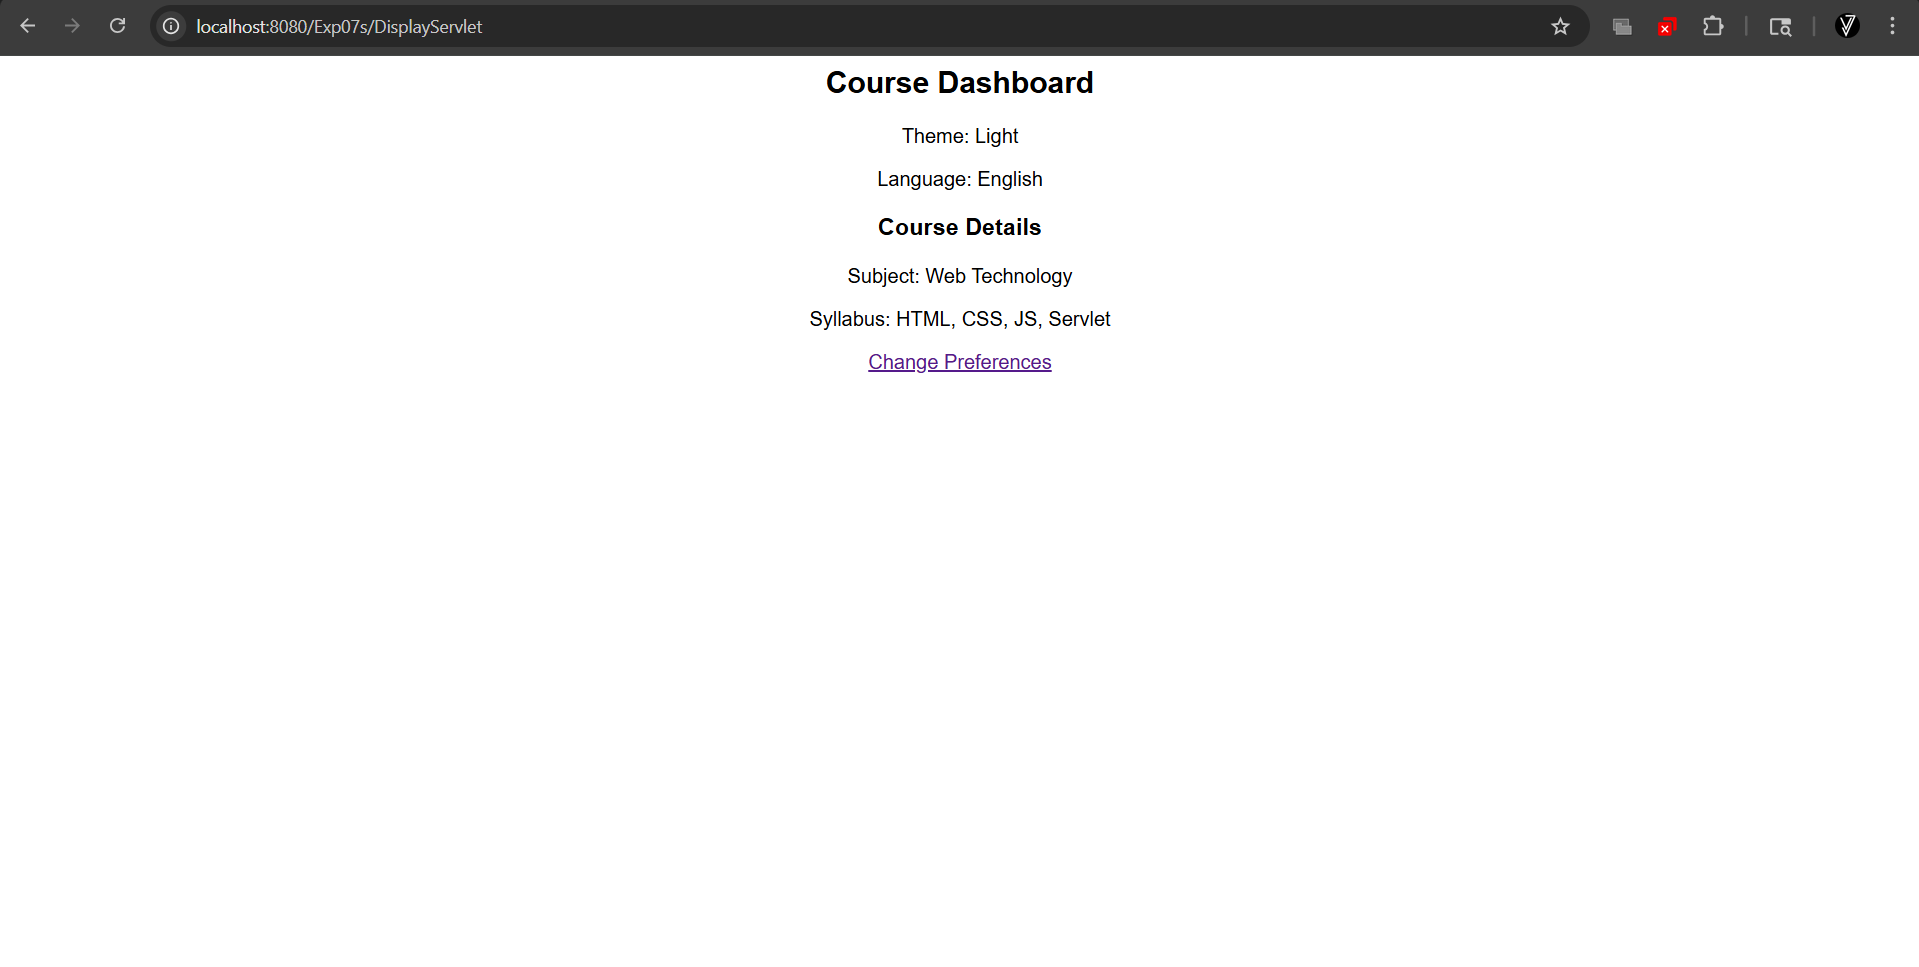 localhost:8080/Exp07s/DisplayServlet
Course Dashboard
Theme: Light
Language: English
Course Details
Subject: Web Technology
Syllabus: HTML, CSS, JS, Servlet
Change Preferences